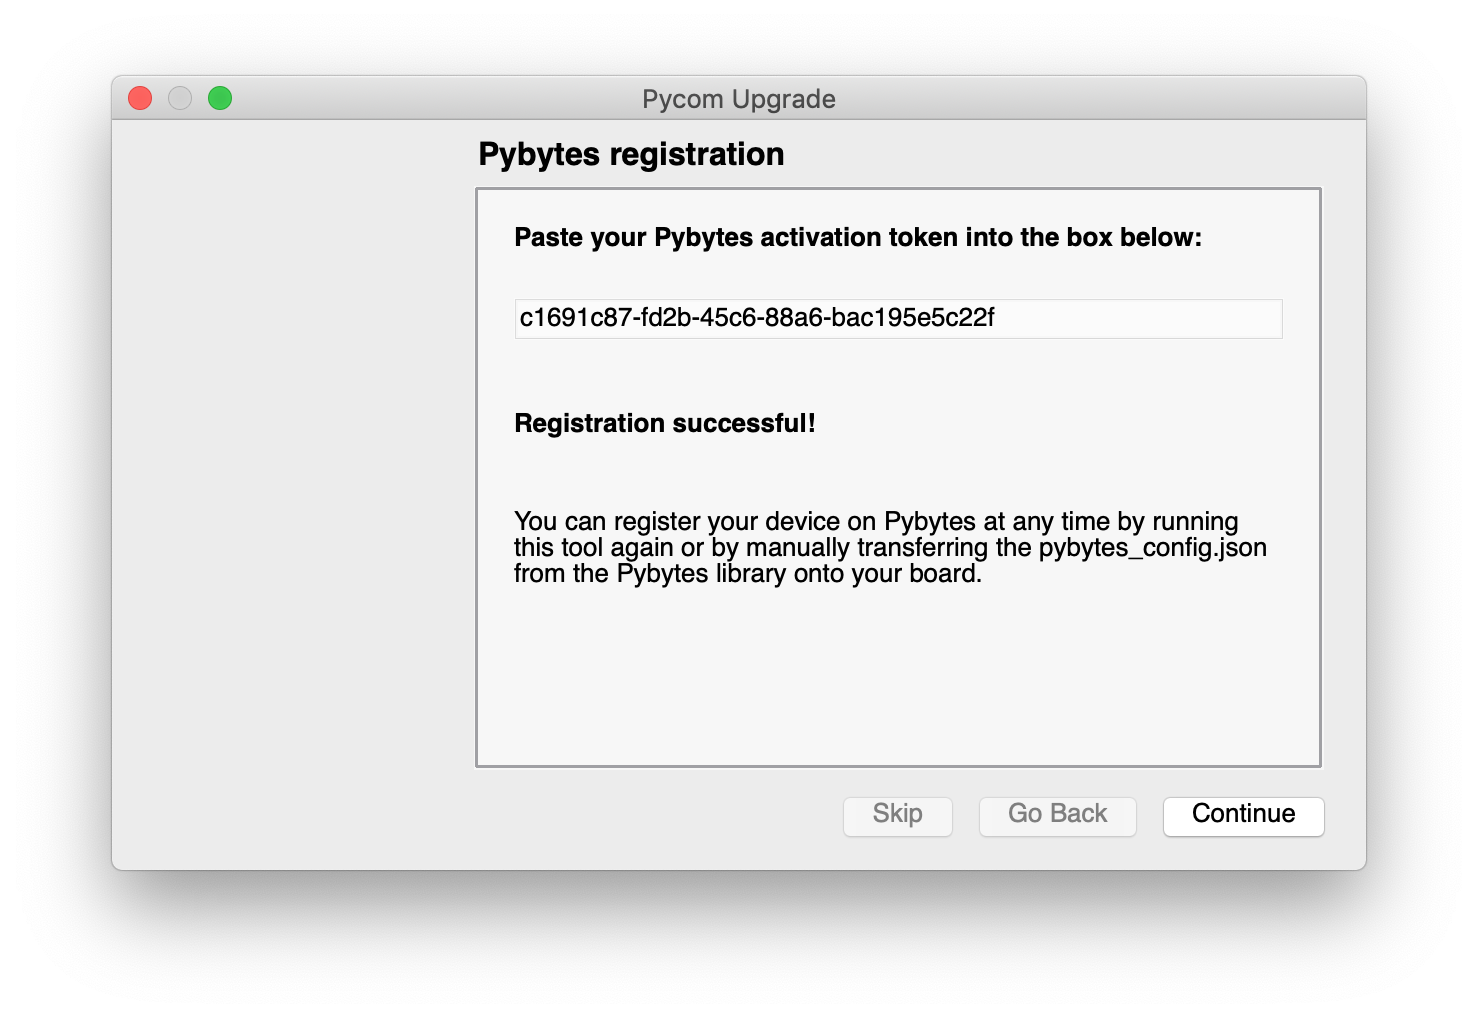 Pycom Upgrade
Pybytes registration
Paste your Pybytes activation token into the box below:
c1691c87-fd2b-45c6-88a6-bac195e5c22f
Registration successful!
You can register your device on Pybytes at any time by running
this tool again or by manually transferring the pybytes_config.json
from the Pybytes library onto your board.
Skip
Go Back
Continue